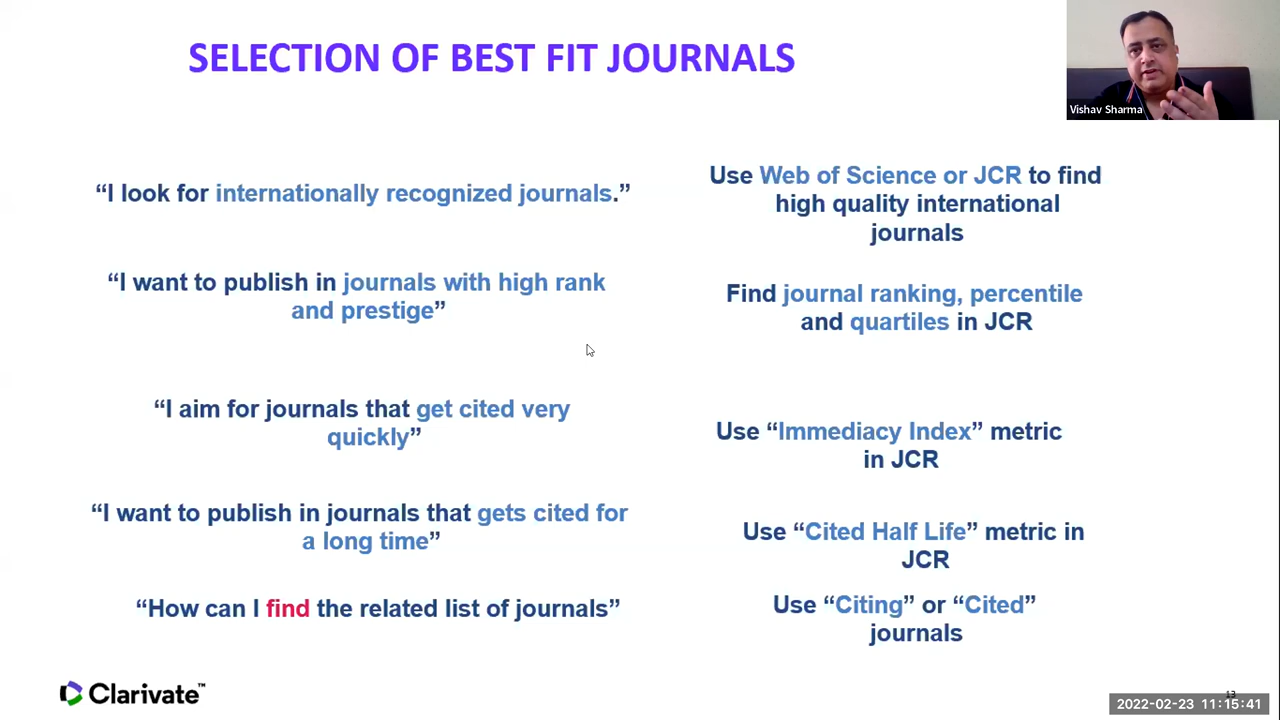 SELECTION OF BEST FIT JOURNALS
Vishav Sharma
“I look for internationally recognized journals.”
Use Web of Science or JCR to find
high quality international
journals
“I want to publish in journals with high rank
and prestige”
Find journal ranking, percentile
and quartiles in JCR
“I aim for journals that get cited very
quickly”
Use “Immediacy Index” metric
in JCR
“I want to publish in journals that gets cited for
a long time”
Use “Cited Half Life” metric in
JCR
“How can I find the related list of journals”
Use “Citing” or “Cited”
journals
Clarivate™
13
2022-02-23 11:15:41